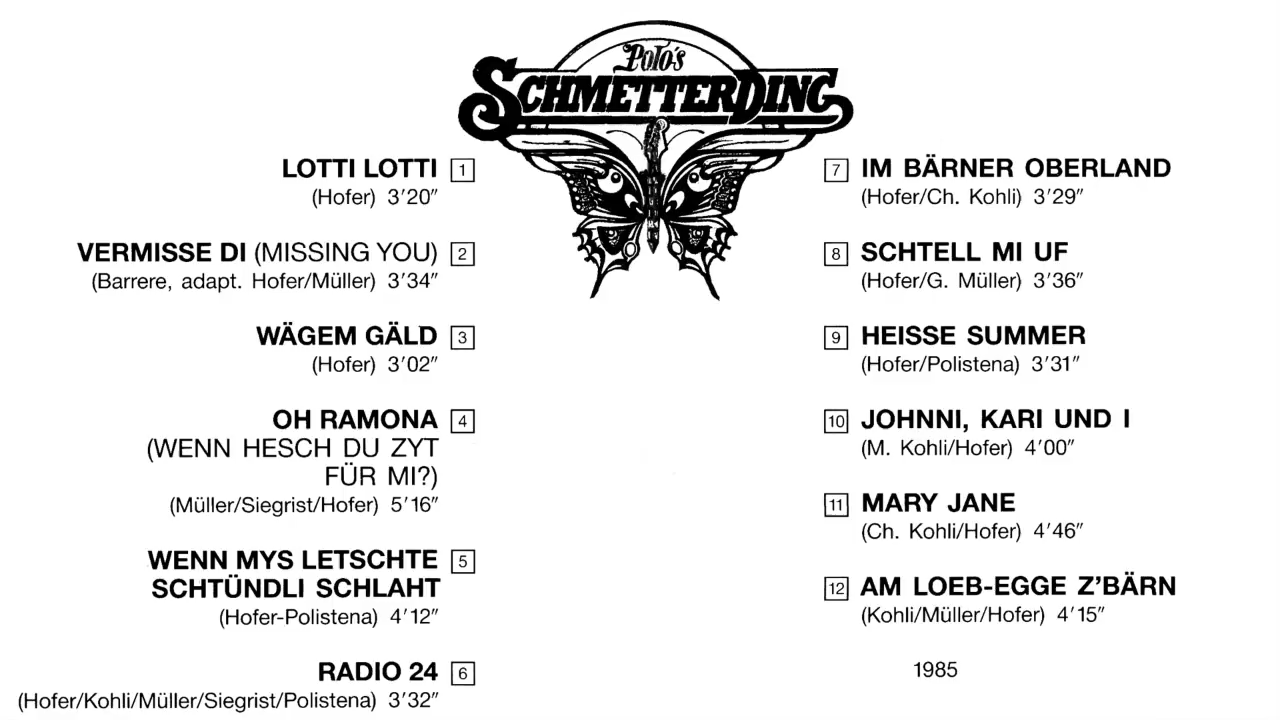 Polo's
SCHMETTERDING
LOTTI LOTTI 1
(Hofer) 3'20"
VERMISSE DI (MISSING YOU) 2
(Barrere, adapt. Hofer/Müller) 3'34"
WÄGEM GÄLD 3
(Hofer) 3'02"
OH RAMONA 4
(WENN HESCH DU ZYT
FÜR MI?)
(Müller/Siegrist/Hofer) 5'16"
WENN MYS LETSCHTE 5
SCHTÜNDLI SCHLAHT
(Hofer-Polistena) 4'12"
RADIO 24 6
(Hofer/Kohli/Müller/Siegrist/Polistena) 3'32"
7 IM BÄRNER OBERLAND
(Hofer/Ch. Kohli) 3'29"
8 SCHTELL MI UF
(Hofer/G. Müller) 3'36"
9 HEISSE SUMMER
(Hofer/Polistena) 3'31"
10 JOHNNI, KARI UND I
(M. Kohli/Hofer) 4'00"
11 MARY JANE
(Ch. Kohli/Hofer) 4'46"
12 AM LOEB-EGGE Z'BÄRN
(Kohli/Müller/Hofer) 4'15"
1985